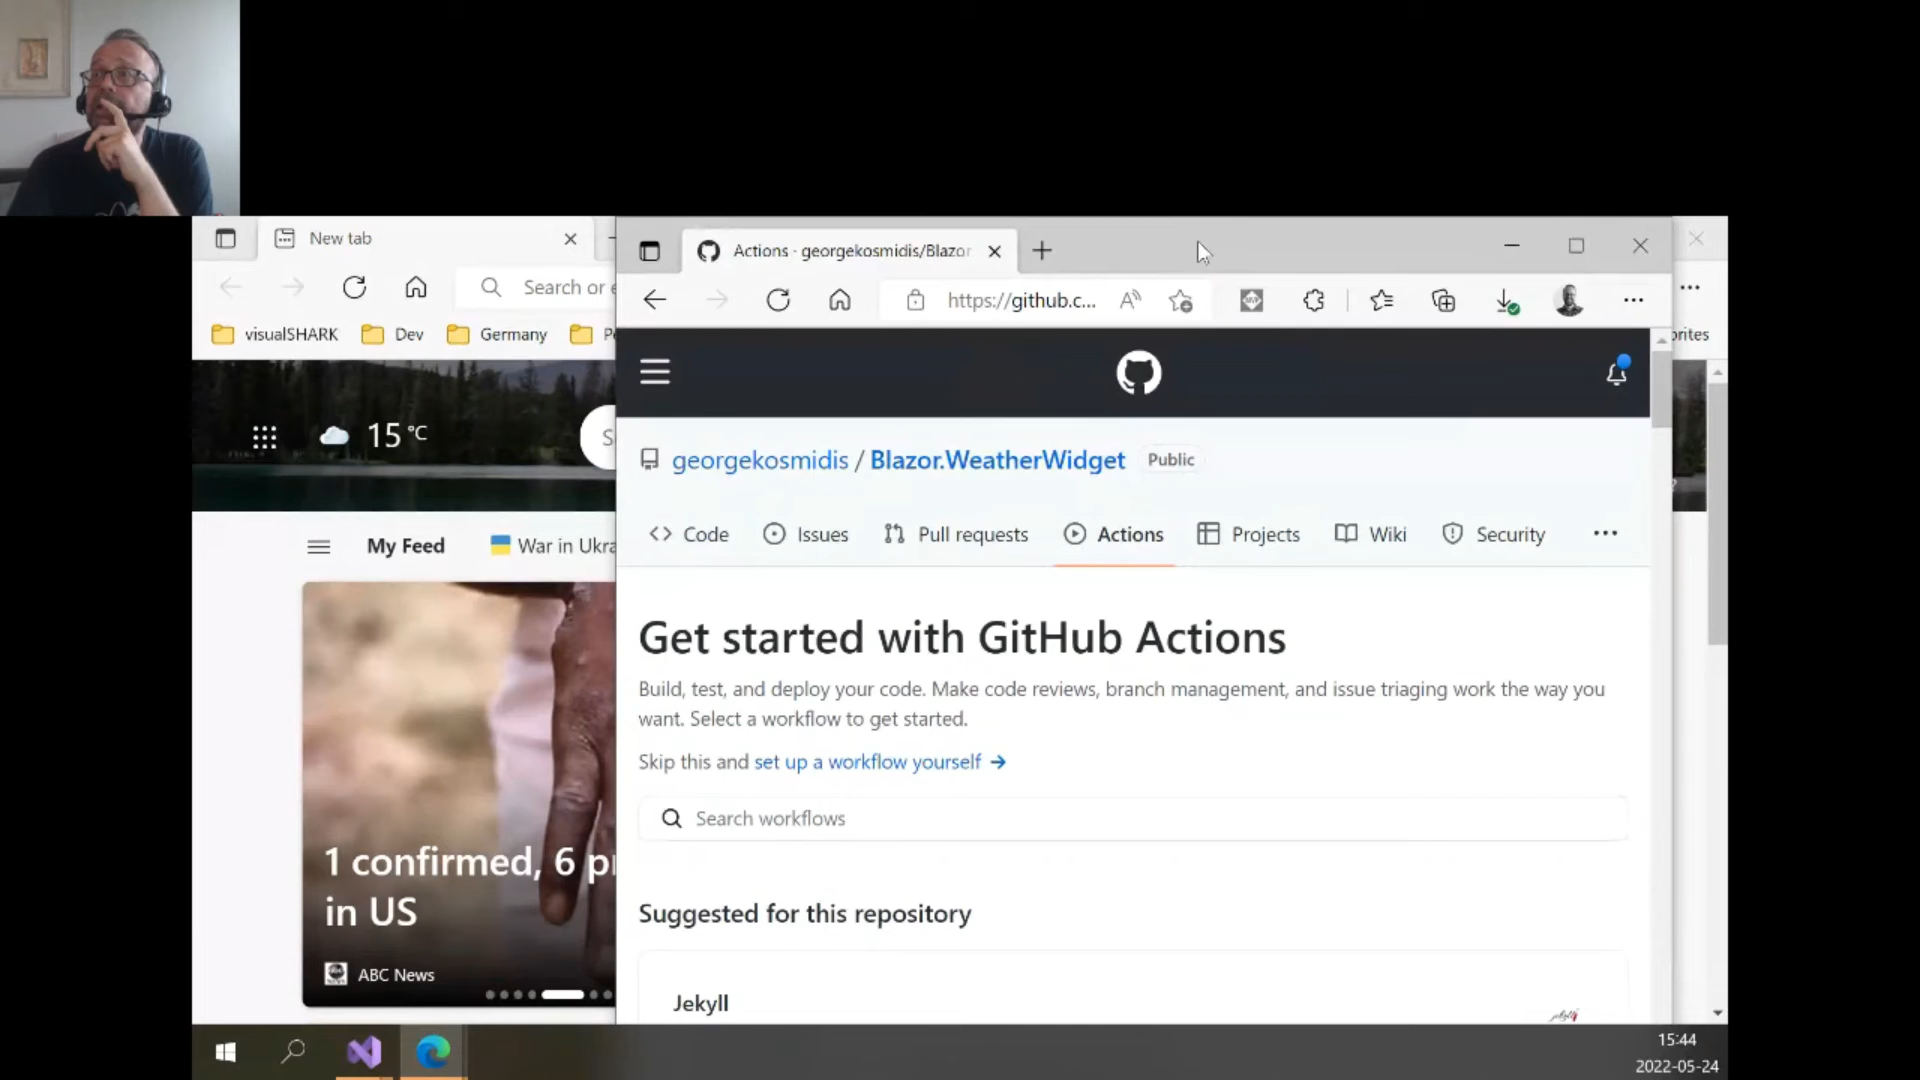 New tab
Search or e
visualSHARK
Dev
Germany
15 °C
My Feed
War in Ukra
1 confirmed, 6 pr
in US
ABC News
Actions · georgekosmidis/Blazor
https://github.c...
orites
georgekosmidis / Blazor.WeatherWidget
Public
Code
Issues
Pull requests
Actions
Projects
Wiki
Security
Get started with GitHub Actions
Build, test, and deploy your code. Make code reviews, branch management, and issue triaging work the way you
want. Select a workflow to get started.
Skip this and set up a workflow yourself →
Search workflows
Suggested for this repository
Jekyll
15:44
2022-05-24